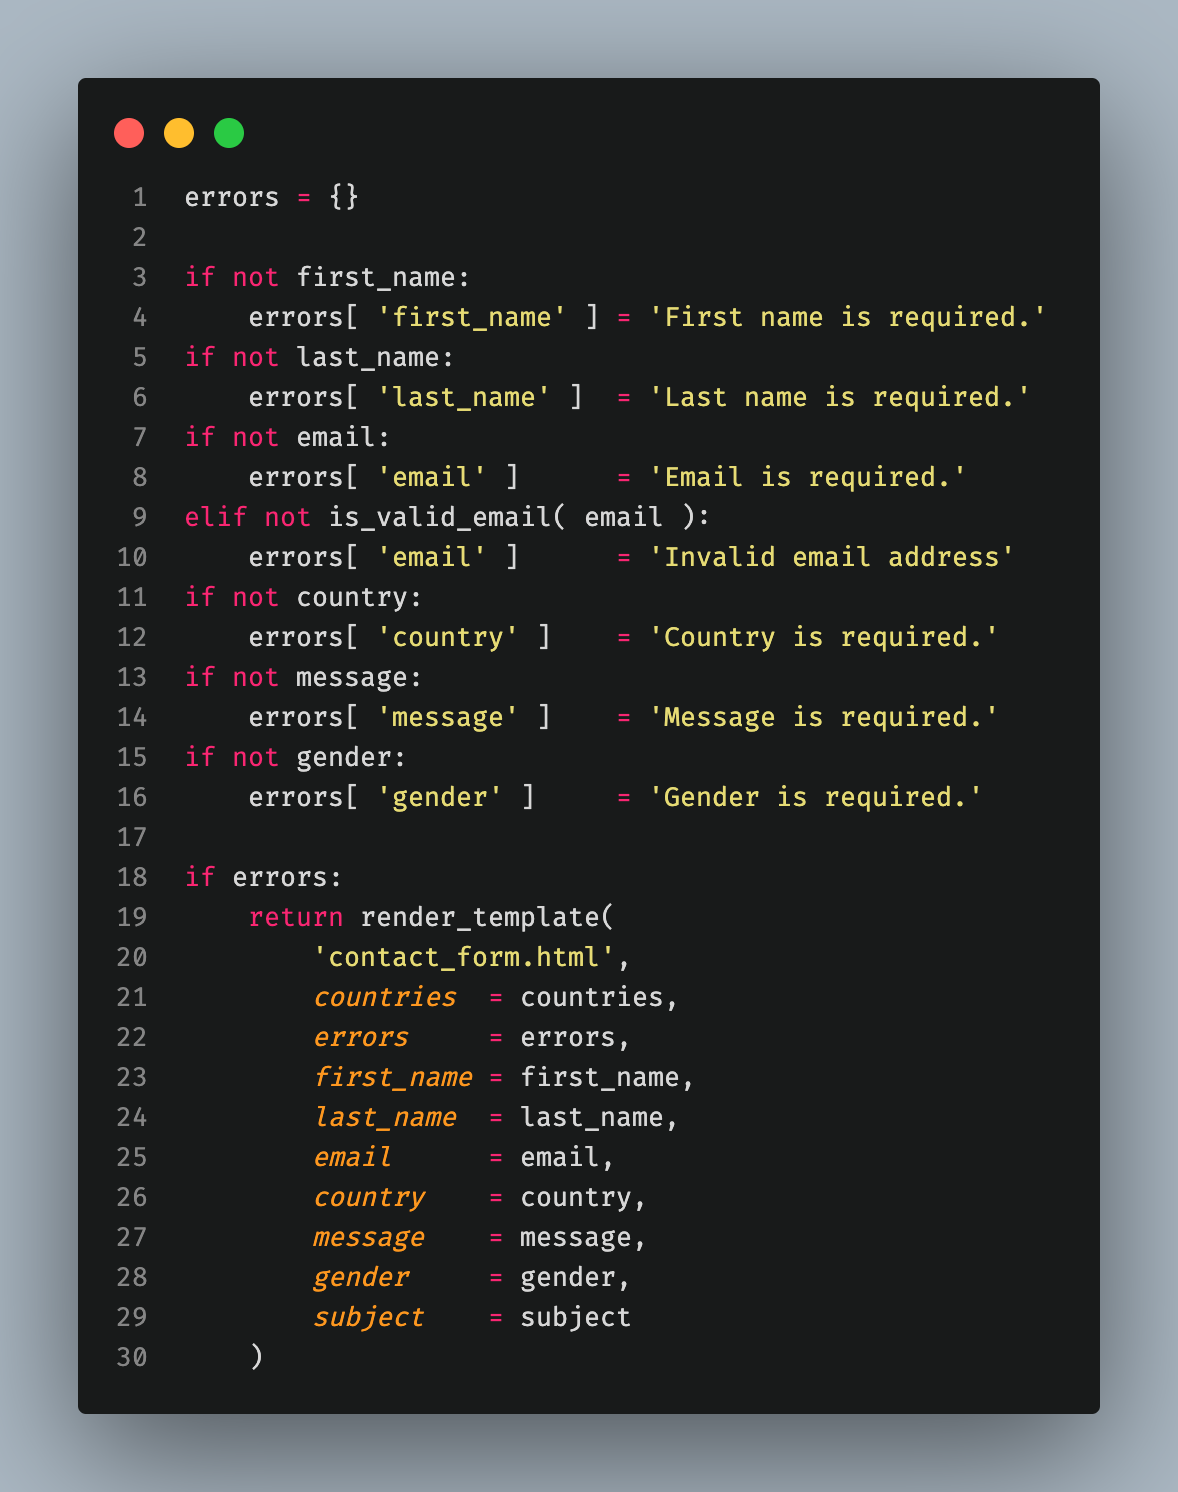 1 errors = {}
2
3 if not first_name:
4     errors[ 'first_name' ] = 'First name is required.'
5 if not last_name:
6     errors[ 'last_name' ]  = 'Last name is required.'
7 if not email:
8     errors[ 'email' ]      = 'Email is required.'
9 elif not is_valid_email( email ):
10     errors[ 'email' ]      = 'Invalid email address'
11 if not country:
12     errors[ 'country' ]    = 'Country is required.'
13 if not message:
14     errors[ 'message' ]    = 'Message is required.'
15 if not gender:
16     errors[ 'gender' ]     = 'Gender is required.'
17
18 if errors:
19     return render_template(
20         'contact_form.html',
21         countries  = countries,
22         errors     = errors,
23         first_name = first_name,
24         last_name  = last_name,
25         email      = email,
26         country    = country,
27         message    = message,
28         gender     = gender,
29         subject    = subject
30     )